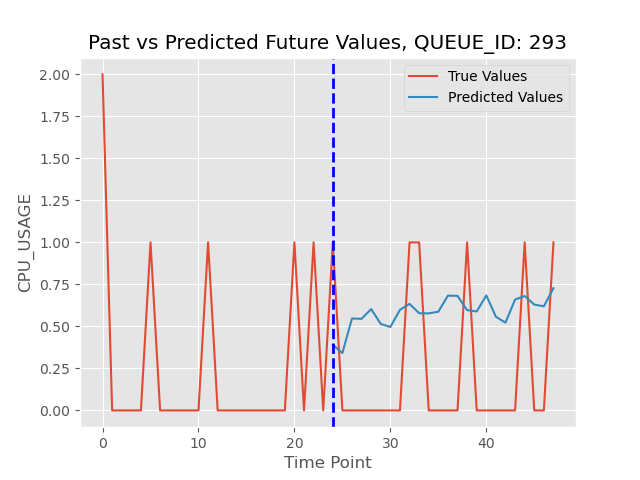 Past vs Predicted Future Values, QUEUE_ID: 293
True Values
Predicted Values
CPU_USAGE
2.00
1.75
1.50
1.25
1.00
0.75
0.50
0.25
0.00
0 10 20 30 40
Time Point